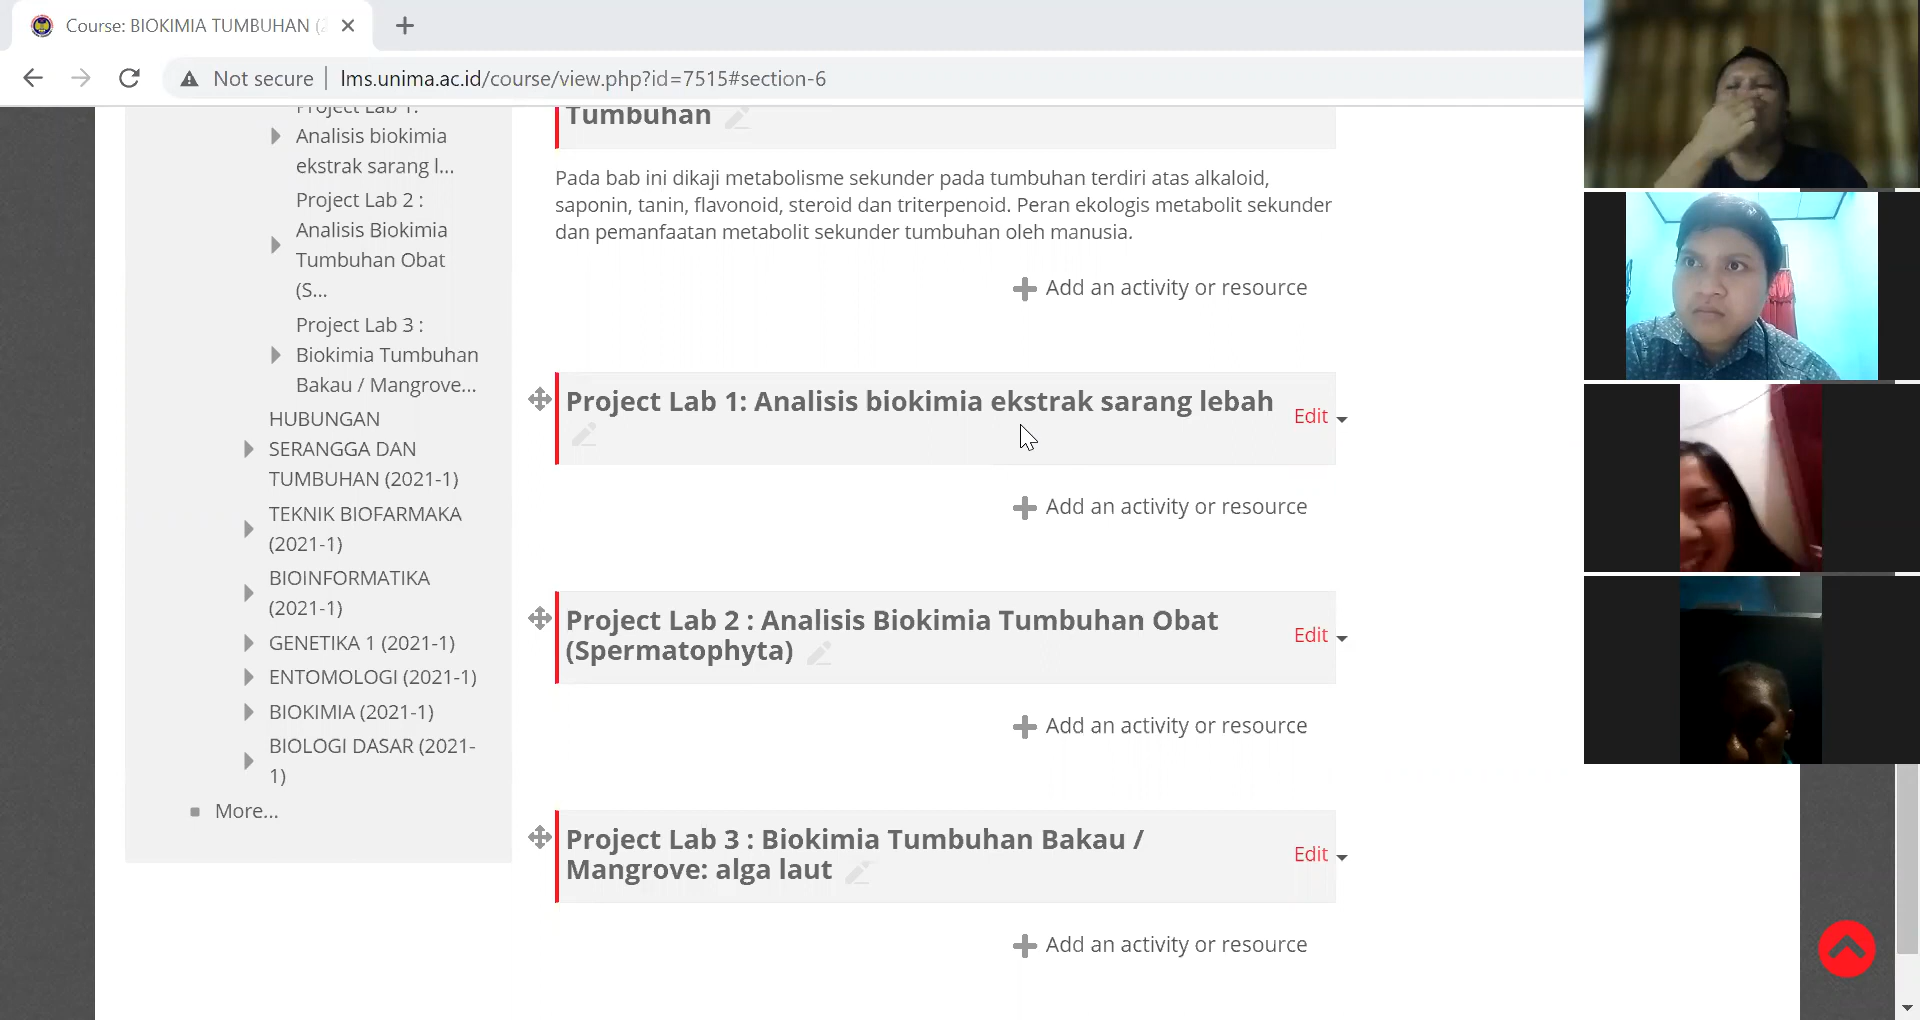 Course: BIOKIMIA TUMBUHAN (2
Not secure
lms.unima.ac.id/course/view.php?id=7515#section-6
Project Lab 1:
Analisis biokimia
ekstrak sarang l...
Project Lab 2 :
Analisis Biokimia
Tumbuhan Obat
(S...
Project Lab 3 :
Biokimia Tumbuhan
Bakau / Mangrove...
HUBUNGAN
SERANGGA DAN
TUMBUHAN (2021-1)
TEKNIK BIOFARMAKA
(2021-1)
BIOINFORMATIKA
(2021-1)
GENETIKA 1 (2021-1)
ENTOMOLOGI (2021-1)
BIOKIMIA (2021-1)
BIOLOGI DASAR (2021-
1)
More...
Tumbuhan
Pada bab ini dikaji metabolisme sekunder pada tumbuhan terdiri atas alkaloid,
saponin, tanin, flavonoid, steroid dan triterpenoid. Peran ekologis metabolit sekunder
dan pemanfaatan metabolit sekunder tumbuhan oleh manusia.
Add an activity or resource
Project Lab 1: Analisis biokimia ekstrak sarang lebah
Edit
Add an activity or resource
Project Lab 2 : Analisis Biokimia Tumbuhan Obat
(Spermatophyta)
Edit
Add an activity or resource
Project Lab 3 : Biokimia Tumbuhan Bakau /
Mangrove: alga laut
Edit
Add an activity or resource